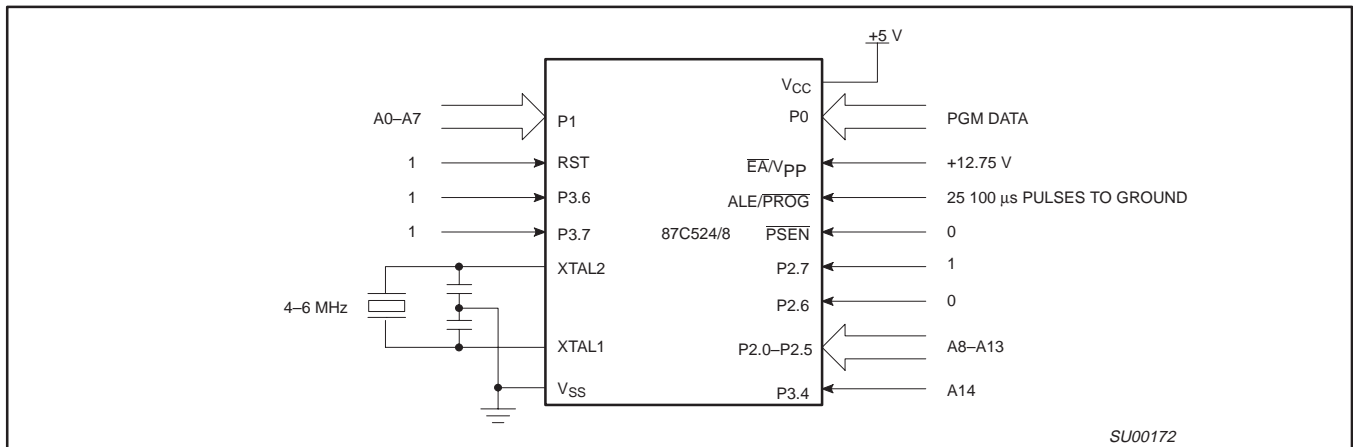 +5 V
VCC
A0–A7 P1 P0 PGM DATA
1 RST EA/VPP +12.75 V
1 P3.6 ALE/PROG 25 100 µs PULSES TO GROUND
1 P3.7 87C524/8 PSEN 0
XTAL2 P2.7 1
4–6 MHz P2.6 0
XTAL1 P2.0–P2.5 A8–A13
VSS P3.4 A14
SU00172